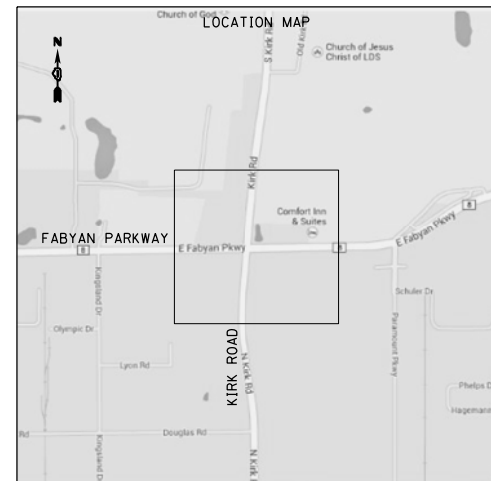 Church of God
LOCATION MAP
N
S Kirk Rd
Old Kirk
Church of Jesus
Christ of LDS
Kirk Rd
Comfort Inn
& Suites
FABYAN PARKWAY
E Fabyan Pkwy
8
8
E Fabyan Pkwy
8
Kingsland Dr
Schuler Dr
Olympic Dr
Paramount Pkwy
KIRK ROAD
N Kirk Rd
Lyon Rd
Phelps D
Hagemann
Rd
Douglas Rd
Kingsland Dr
N Kirk